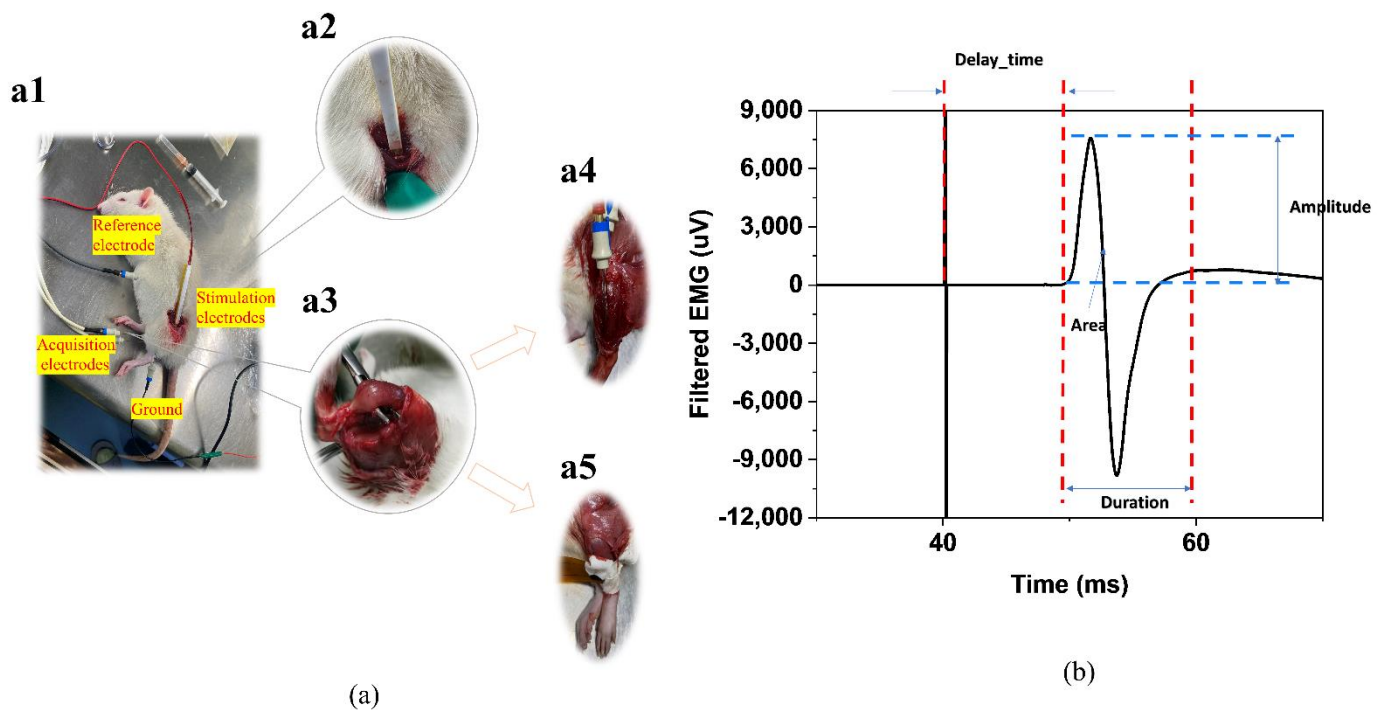 a1
a2
a3
a4
a5
Reference
electrode
Stimulation
electrodes
Acquisition
electrodes
Ground
(a)
Delay_time
9,000
6,000
3,000
0
-3,000
-6,000
-9,000
-12,000
Filtered EMG (uV)
Amplitude
Area
Duration
40
60
Time (ms)
(b)